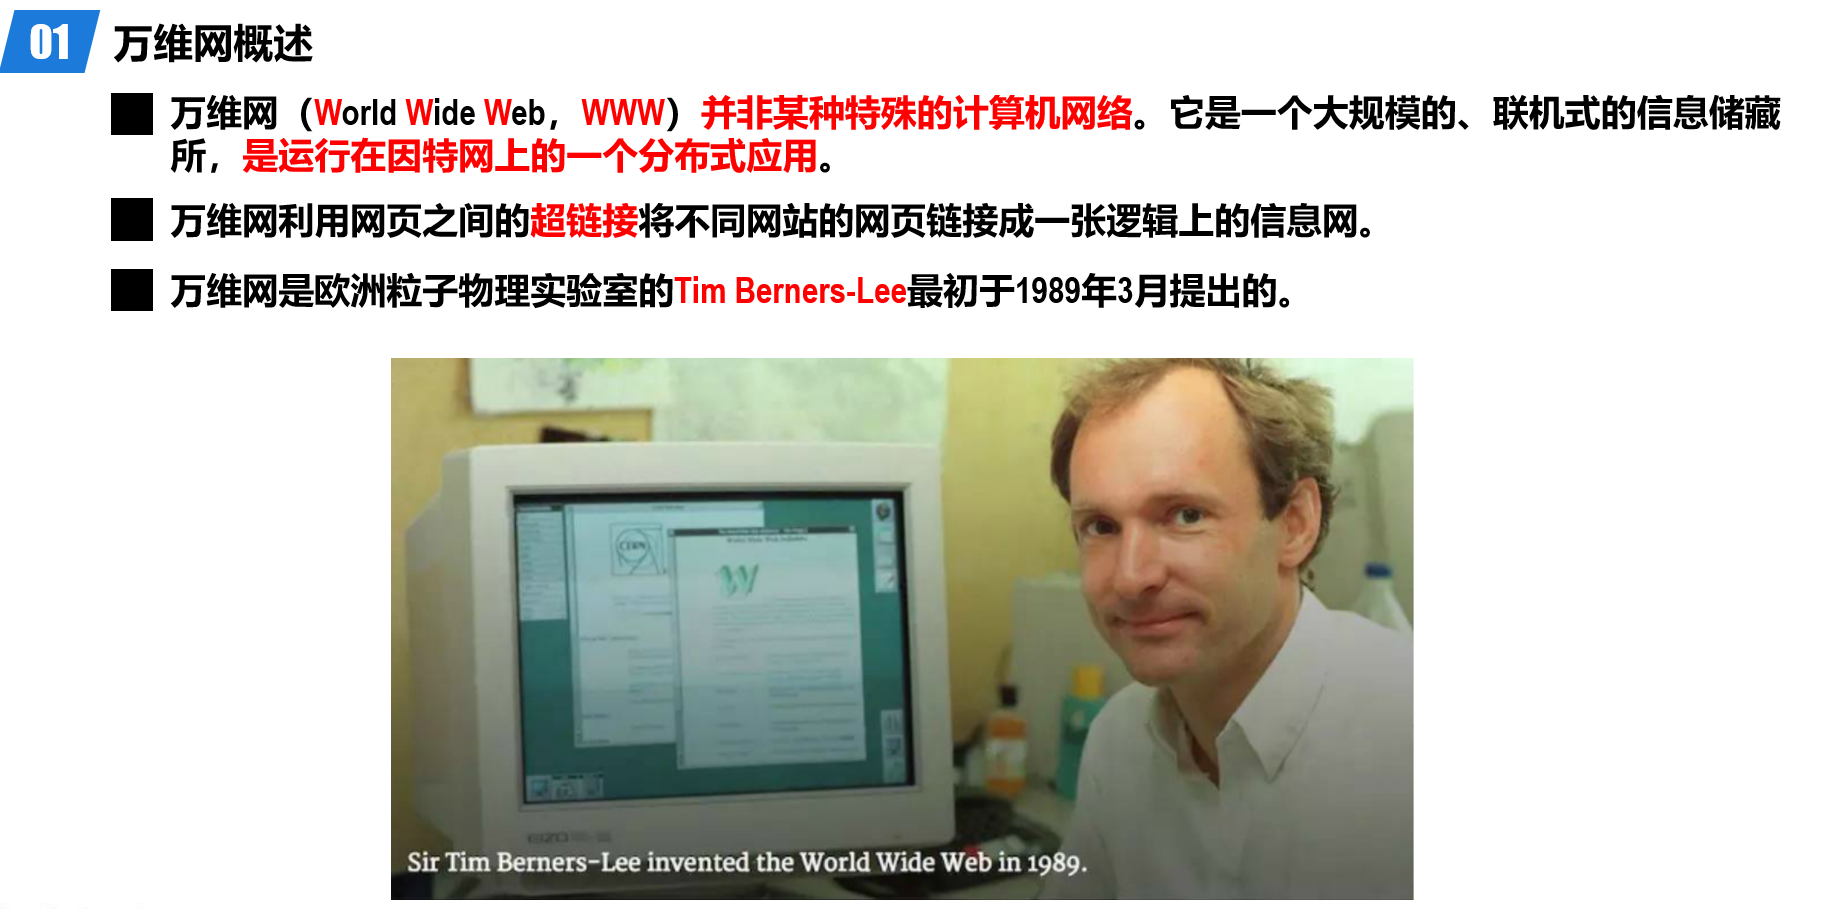 01 万维网概述
万维网（World Wide Web，WWW）并非某种特殊的计算机网络。它是一个大规模的、联机式的信息储藏
所，是运行在因特网上的一个分布式应用。
万维网利用网页之间的超链接将不同网站的网页链接成一张逻辑上的信息网。
万维网是欧洲粒子物理实验室的Tim Berners-Lee最初于1989年3月提出的。
CERN
World Wide Web
W
EIZO
Sir Tim Berners-Lee invented the World Wide Web in 1989.